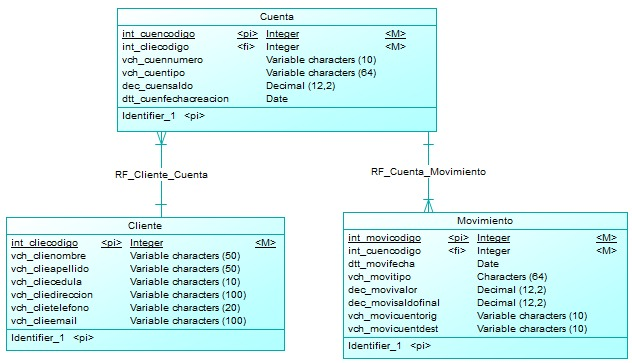 Cuenta
int_cuencodigo <pi> Integer <M>
int_cliecodigo <fi> Integer <M>
vch_cuennumero Variable characters (10)
vch_cuentipo Variable characters (64)
dec_cuensaldo Decimal (12,2)
dtt_cuenfechacreacion Date
Identifier_1 <pi>
RF_Cliente_Cuenta
RF_Cuenta_Movimiento
Cliente
int_cliecodigo <pi> Integer <M>
vch_clienombre Variable characters (50)
vch_clieapellido Variable characters (50)
vch_cliecedula Variable characters (10)
vch_cliedireccion Variable characters (100)
vch_clietelefono Variable characters (20)
vch_clieemail Variable characters (100)
Identifier_1 <pi>
Movimiento
int_movicodigo <pi> Integer <M>
int_cuencodigo <fi> Integer <M>
dtt_movifecha Date
vch_movitipo Characters (64)
dec_movivalor Decimal (12,2)
dec_movisaldofinal Decimal (12,2)
vch_movicuentorig Variable characters (10)
vch_movicuentdest Variable characters (10)
Identifier_1 <pi>